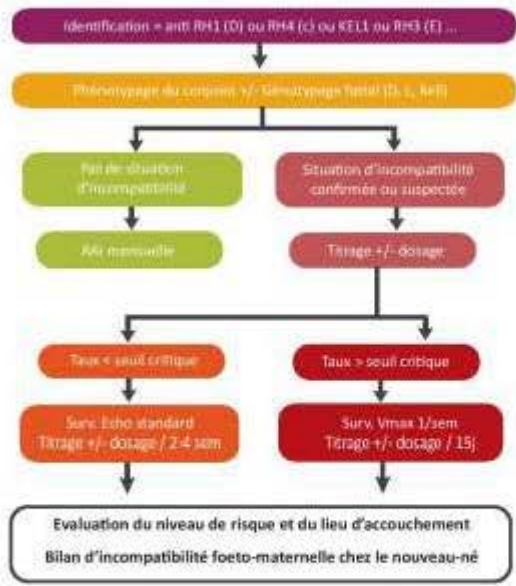 Identification = anti RH1 (D) ou RH4 (c) ou KEL1 ou RH3 (E) ...
Phénotypage du conjoint +/- Génotypage fœtal (D, c, Kell)
Pas de situation
d'incompatibilité
Situation d'incompatibilité
confirmée ou suspectée
RAI mensuelle
Titrage +/- dosage
Taux < seuil critique
Taux > seuil critique
Surv. Echo standard
Titrage +/- dosage / 2-4 sem
Surv. Vmax 1/sem
Titrage +/- dosage / 15j
Evaluation du niveau de risque et du lieu d'accouchement
Bilan d'incompatibilité foeto-maternelle chez le nouveau-né